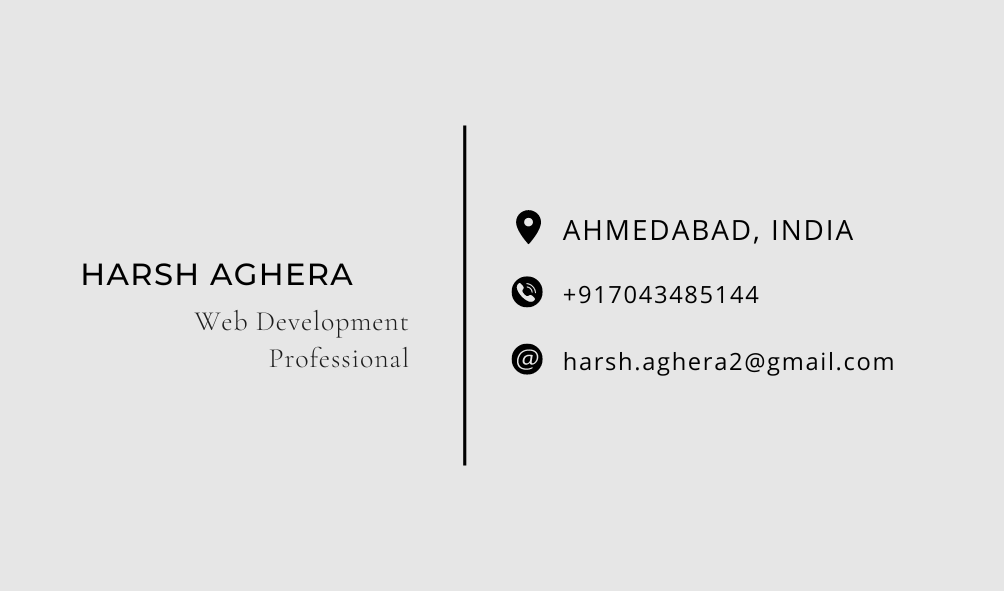 HARSH AGHERA
Web Development
Professional
AHMEDABAD, INDIA
+917043485144
harsh.aghera2@gmail.com